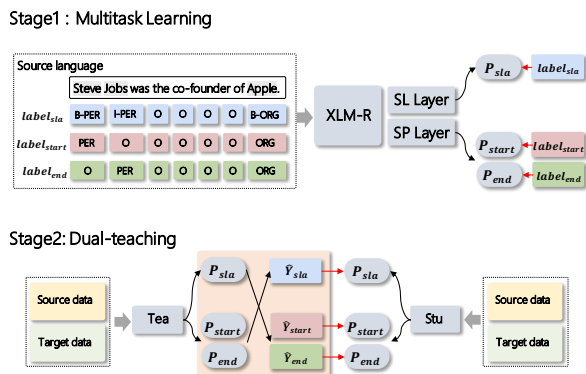 Stage1 : Multitask Learning
Source language
Steve Jobs was the co-founder of Apple.
label_sla B-PER I-PER O O O O B-ORG
label_start PER O O O O O ORG
label_end O PER O O O O ORG
XLM-R
SL Layer
SP Layer
P_sla label_sla
P_start label_start
P_end label_end
Stage2: Dual-teaching
Source data
Target data
Tea
P_sla Ŷ_sla P_sla
P_start Ŷ_start P_start
P_end Ŷ_end P_end
Stu
Source data
Target data